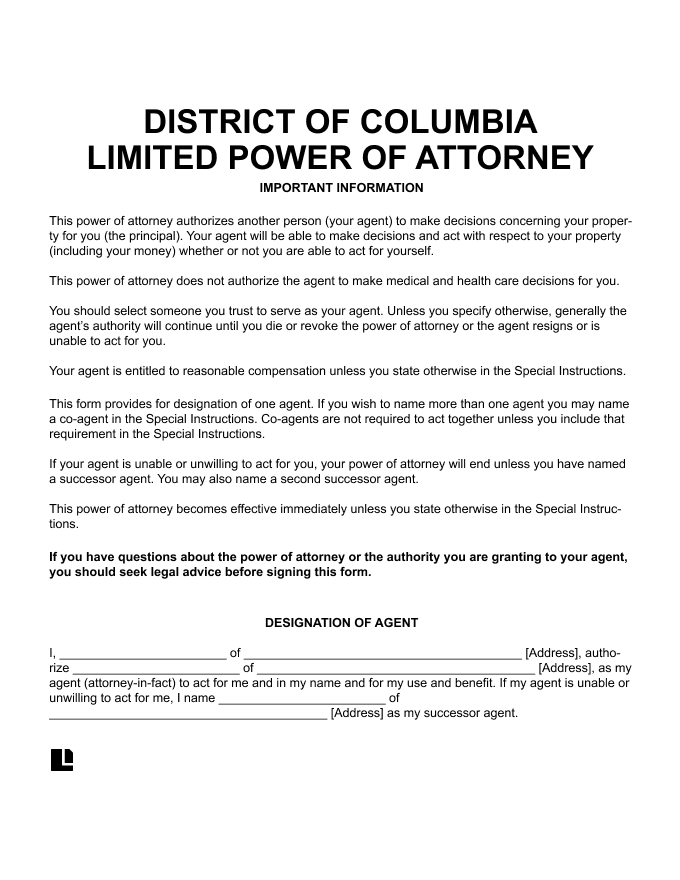 DISTRICT OF COLUMBIA
LIMITED POWER OF ATTORNEY
IMPORTANT INFORMATION
This power of attorney authorizes another person (your agent) to make decisions concerning your proper-
ty for you (the principal). Your agent will be able to make decisions and act with respect to your property
(including your money) whether or not you are able to act for yourself.
This power of attorney does not authorize the agent to make medical and health care decisions for you.
You should select someone you trust to serve as your agent. Unless you specify otherwise, generally the
agent's authority will continue until you die or revoke the power of attorney or the agent resigns or is
unable to act for you.
Your agent is entitled to reasonable compensation unless you state otherwise in the Special Instructions.
This form provides for designation of one agent. If you wish to name more than one agent you may name
a co-agent in the Special Instructions. Co-agents are not required to act together unless you include that
requirement in the Special Instructions.
If your agent is unable or unwilling to act for you, your power of attorney will end unless you have named
a successor agent. You may also name a second successor agent.
This power of attorney becomes effective immediately unless you state otherwise in the Special Instruc-
tions.
If you have questions about the power of attorney or the authority you are granting to your agent,
you should seek legal advice before signing this form.
DESIGNATION OF AGENT
I, ________________________ of ________________________________________ [Address], autho-
rize ________________________ of ________________________________________ [Address], as my
agent (attorney-in-fact) to act for me and in my name and for my use and benefit. If my agent is unable or
unwilling to act for me, I name ________________________ of
________________________________________ [Address] as my successor agent.